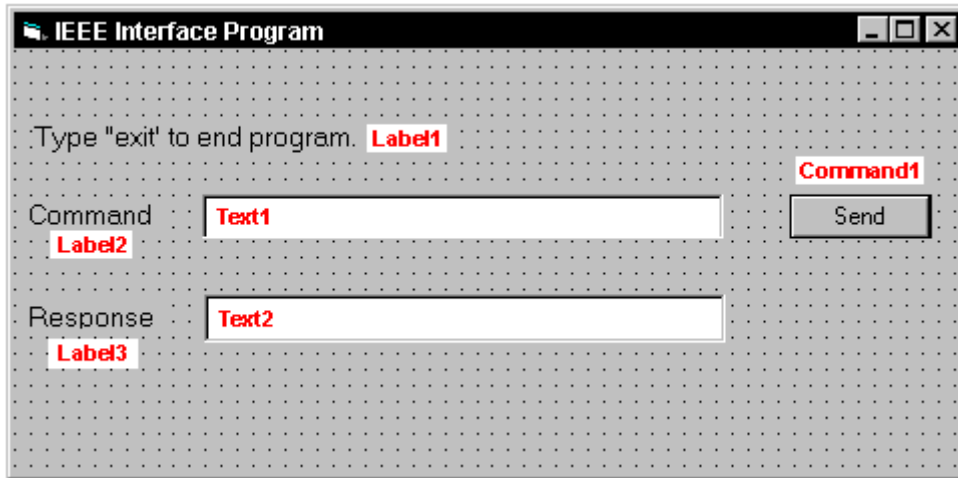 IEEE Interface Program
Type "exit' to end program. Label1
Command1
Command Text1 Send
Label2
Response Text2
Label3